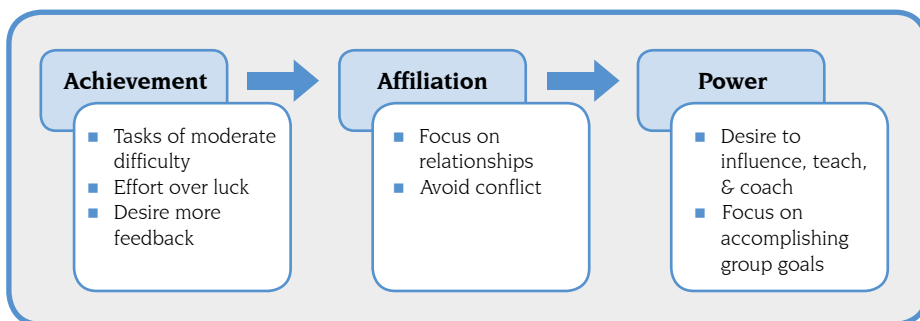 Achievement
Tasks of moderate
difficulty
Effort over luck
Desire more
feedback
Affiliation
Focus on
relationships
Avoid conflict
Power
Desire to
influence, teach,
& coach
Focus on
accomplishing
group goals